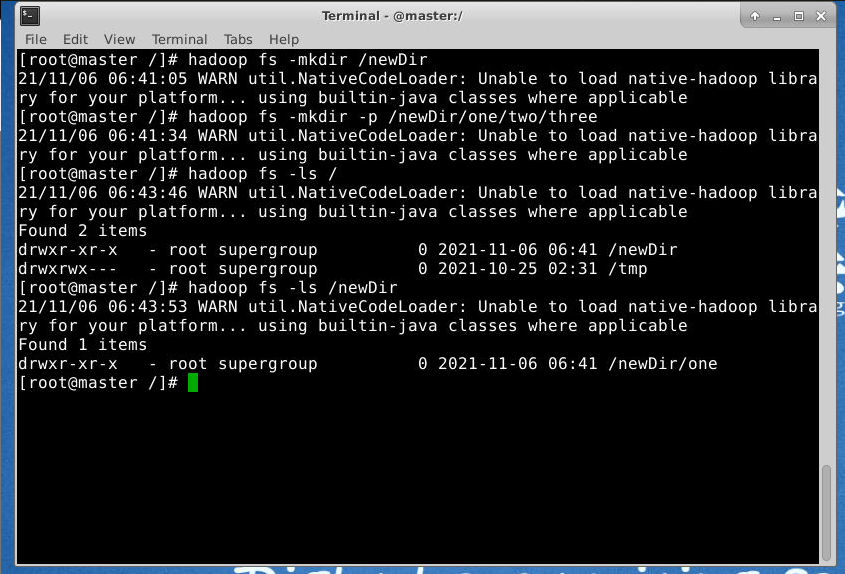 Terminal - @master:/
File Edit View Terminal Tabs Help
[root@master /]# hadoop fs -mkdir /newDir
21/11/06 06:41:05 WARN util.NativeCodeLoader: Unable to load native-hadoop libra
ry for your platform... using builtin-java classes where applicable
[root@master /]# hadoop fs -mkdir -p /newDir/one/two/three
21/11/06 06:41:34 WARN util.NativeCodeLoader: Unable to load native-hadoop libra
ry for your platform... using builtin-java classes where applicable
[root@master /]# hadoop fs -ls /
21/11/06 06:43:46 WARN util.NativeCodeLoader: Unable to load native-hadoop libra
ry for your platform... using builtin-java classes where applicable
Found 2 items
drwxr-xr-x   - root supergroup          0 2021-11-06 06:41 /newDir
drwxrwx---   - root supergroup          0 2021-10-25 02:31 /tmp
[root@master /]# hadoop fs -ls /newDir
21/11/06 06:43:53 WARN util.NativeCodeLoader: Unable to load native-hadoop libra
ry for your platform... using builtin-java classes where applicable
Found 1 items
drwxr-xr-x   - root supergroup          0 2021-11-06 06:41 /newDir/one
[root@master /]#